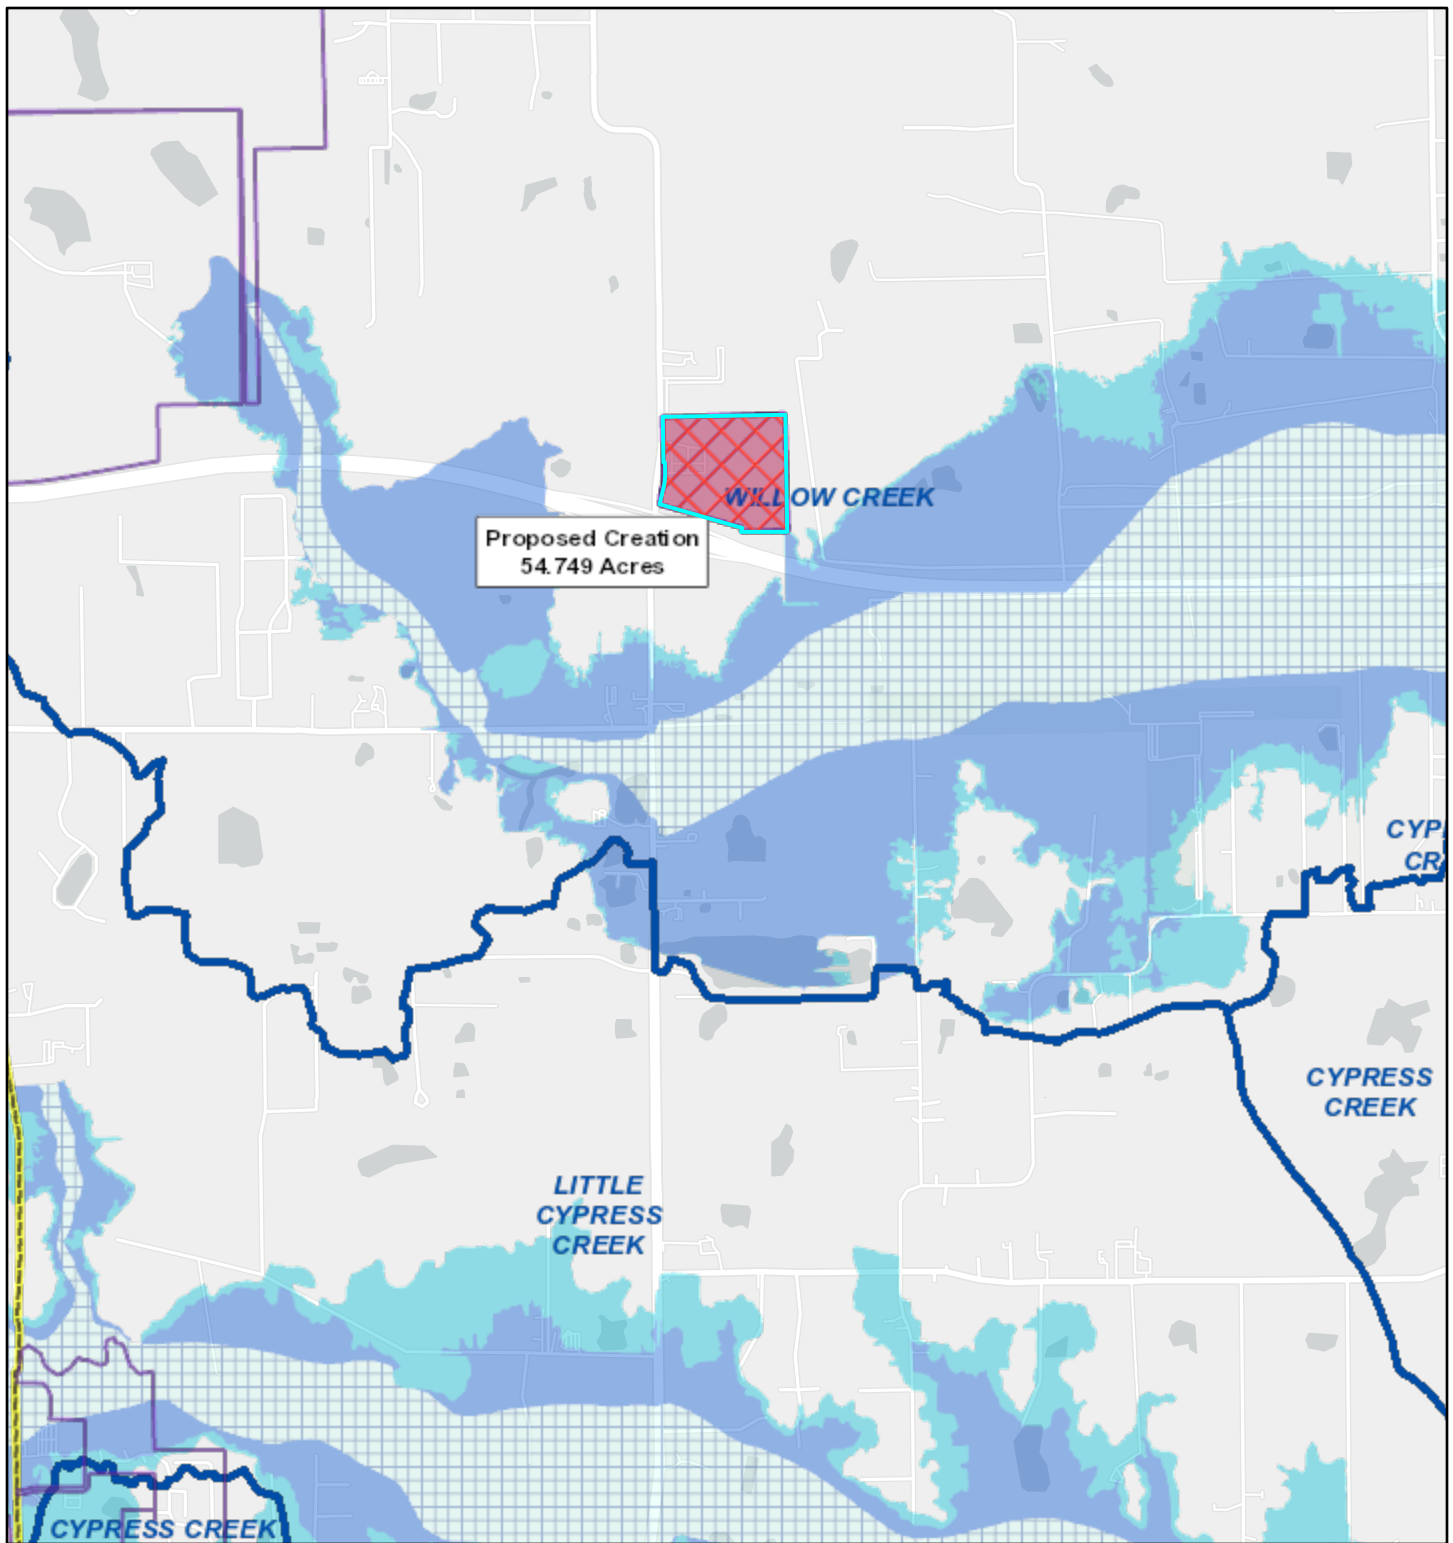 WILLOW CREEK
Proposed Creation
54.749 Acres
CYPRESS
CREEK
LITTLE
CYPRESS
CREEK
CYPRESS CREEK